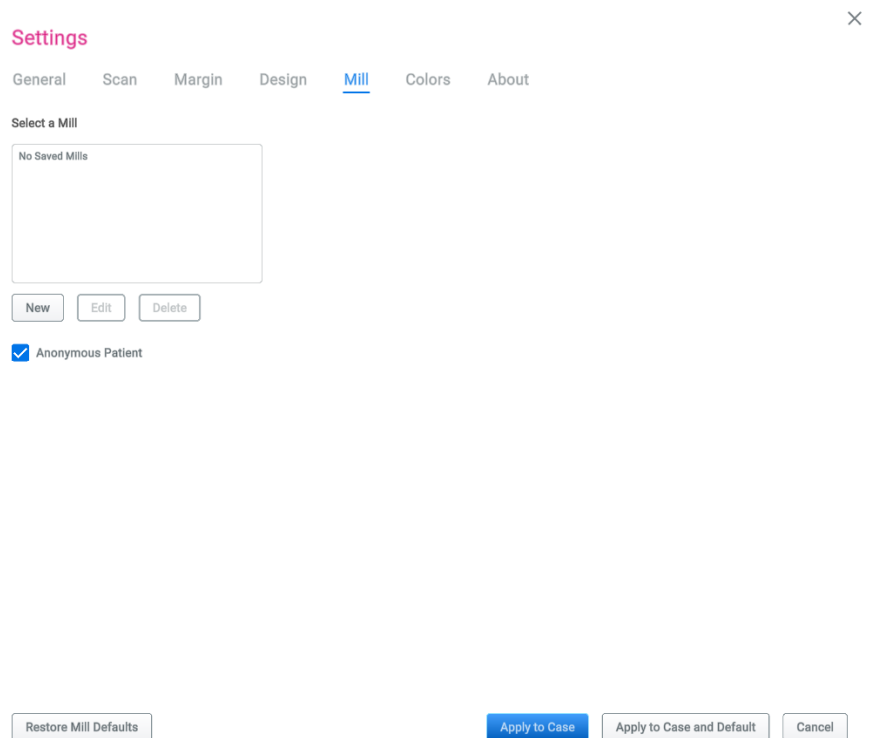 Settings
General Scan Margin Design Mill Colors About
Select a Mill
No Saved Mills
New Edit Delete
Anonymous Patient
Restore Mill Defaults Apply to Case Apply to Case and Default Cancel